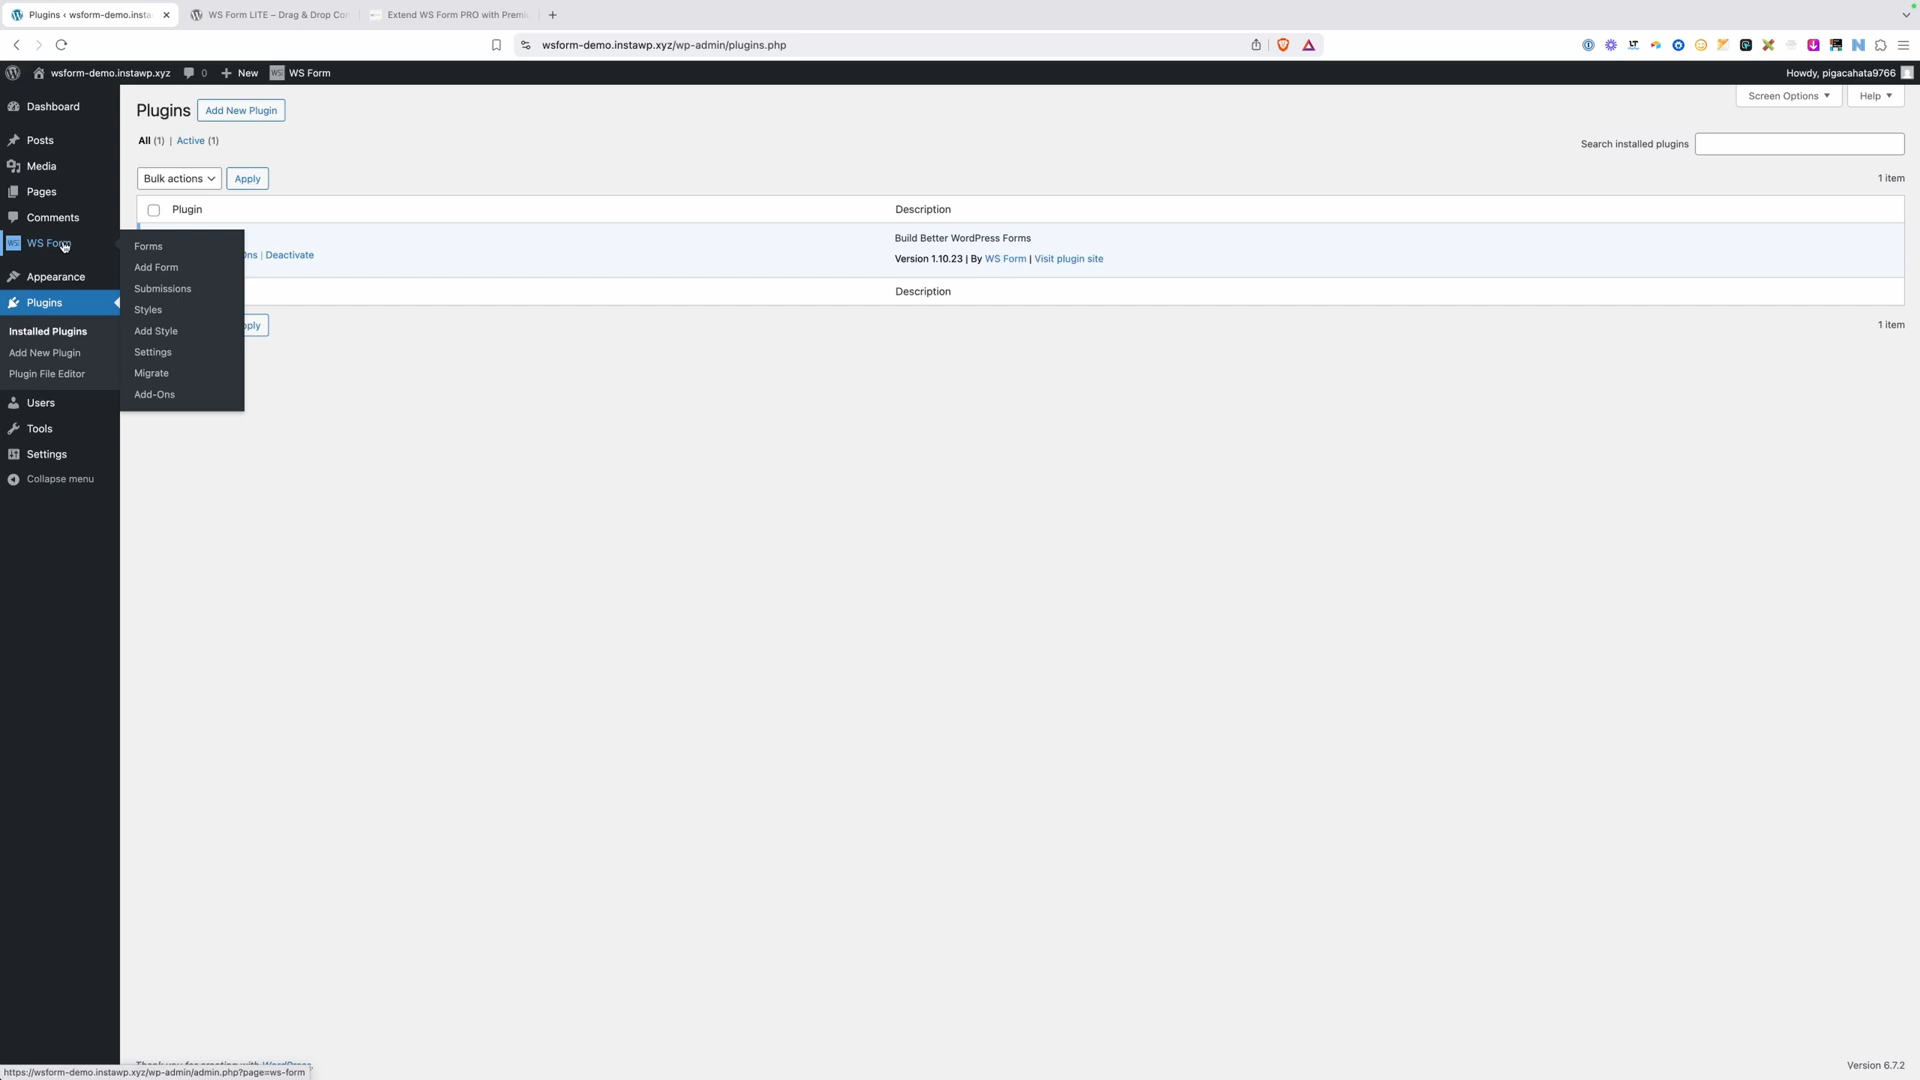 Plugins ‹ wsform-demo.insta
WS Form LITE – Drag & Drop Con
Extend WS Form PRO with Premi
wsform-demo.instawp.xyz/wp-admin/plugins.php
wsform-demo.instawp.xyz
0
New
WS Form
Howdy, pigacahata9766
Dashboard
Posts
Media
Pages
Comments
WS Form
Appearance
Plugins
Installed Plugins
Add New Plugin
Plugin File Editor
Users
Tools
Settings
Collapse menu
Forms
Add Form
Submissions
Styles
Add Style
Settings
Migrate
Add-Ons
Plugins
Add New Plugin
Screen Options
Help
All (1) | Active (1)
Search installed plugins
Bulk actions
Apply
1 item
Plugin
Description
Ons | Deactivate
Build Better WordPress Forms
Version 1.10.23 | By WS Form | Visit plugin site
Description
pply
1 item
https://wsform-demo.instawp.xyz/wp-admin/admin.php?page=ws-form
Version 6.7.2